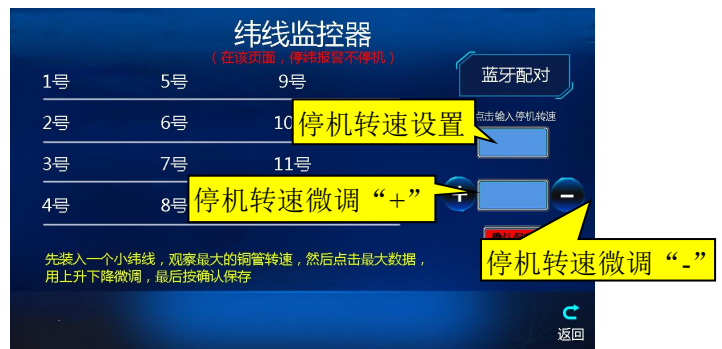 纬线监控器
(在该页面，停纬报警不停机)
1号 5号 9号
蓝牙配对
点击输入停机转速
2号 6号 10
停机转速设置
3号 7号 11号
4号 8号
停机转速微调“+”
+
-
停机转速微调“-”
先装入一个小纬线，观察最大的铜管转速，然后点击最大数据，
用上升下降微调，最后按确认保存
返回